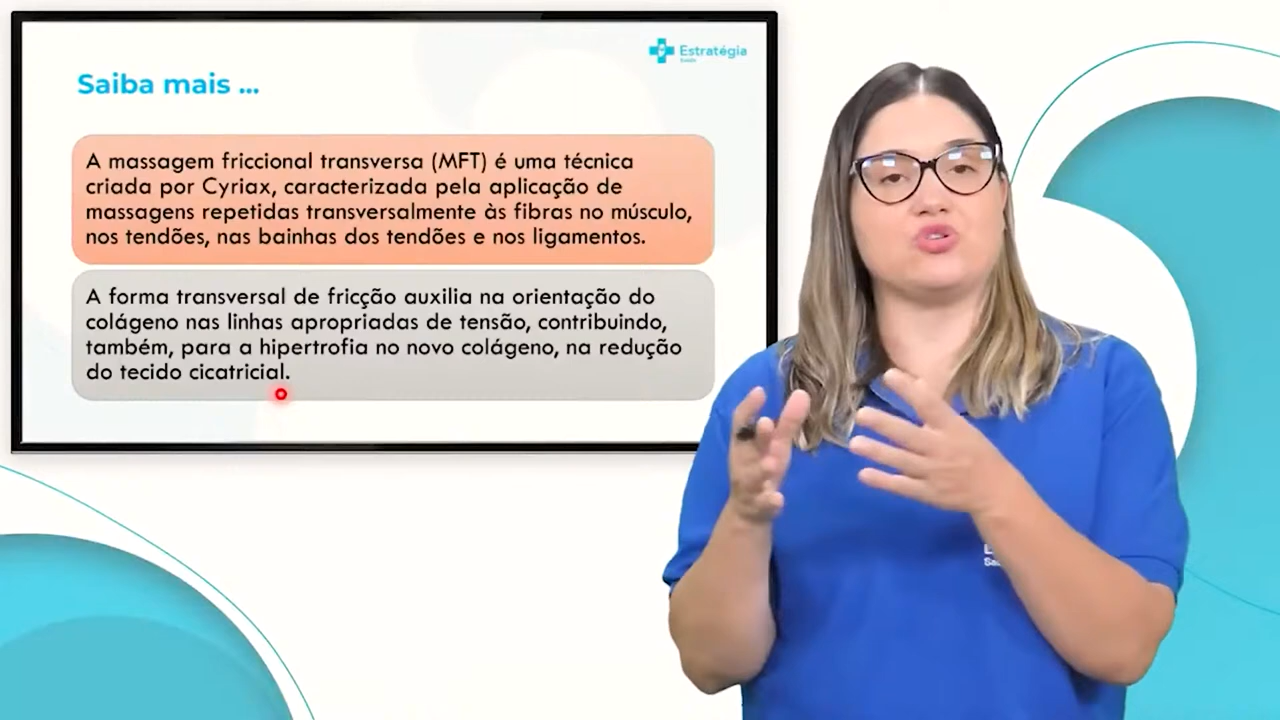 Estratégia
Saúde
Saiba mais ...
A massagem friccional transversa (MFT) é uma técnica
criada por Cyriax, caracterizada pela aplicação de
massagens repetidas transversalmente às fibras no músculo,
nos tendões, nas bainhas dos tendões e nos ligamentos.
A forma transversal de fricção auxilia na orientação do
colágeno nas linhas apropriadas de tensão, contribuindo,
também, para a hipertrofia no novo colágeno, na redução
do tecido cicatricial.